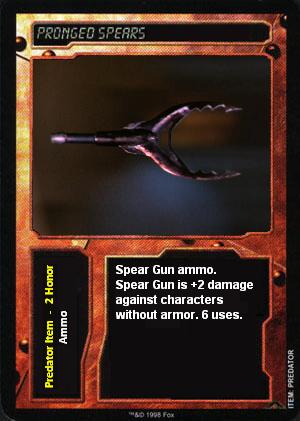 PRONGED SPEARS
Predator Item - 2 Honor
Ammo
Spear Gun ammo.
Spear Gun is +2 damage
against characters
without armor. 6 uses.
ITEM: PREDATOR
™&© 1998 Fox